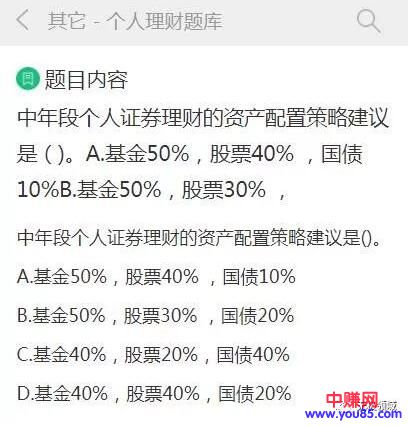 其它 - 个人理财题库
题目内容
中年段个人证券理财的资产配置策略建议
是 ( )。A.基金50%，股票40% ，国债
10%B.基金50%，股票30% ，
中年段个人证券理财的资产配置策略建议是()。
A.基金50%，股票40% ，国债10%
B.基金50%，股票30% ，国债20%
C.基金40%，股票20%，国债40%
D.基金40%，股票40%，国债20%
中赚网
www.you85.com